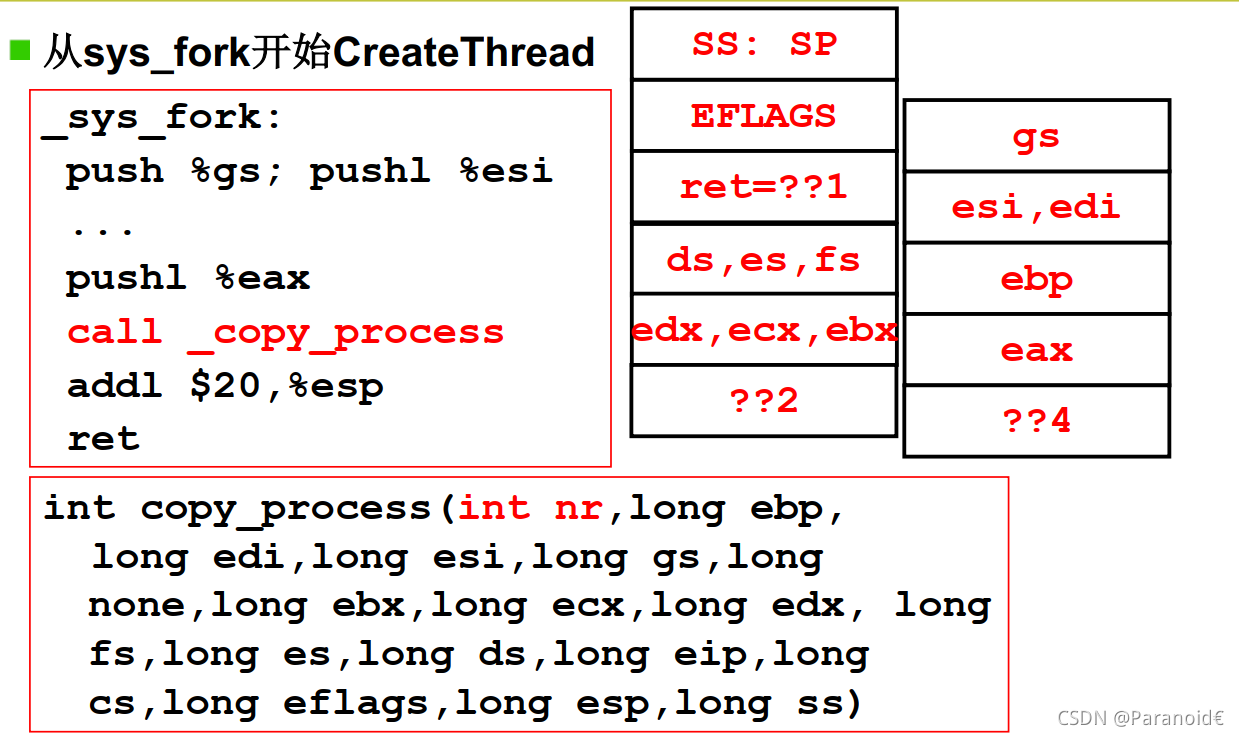 从sys_fork开始CreateThread
_sys_fork:
push %gs; pushl %esi
...
pushl %eax
call _copy_process
addl $20,%esp
ret
SS: SP
EFLAGS
ret=??1
ds,es,fs
edx,ecx,ebx
??2
gs
esi,edi
ebp
eax
??4
int copy_process(int nr,long ebp,
long edi,long esi,long gs,long
none,long ebx,long ecx,long edx, long
fs,long es,long ds,long eip,long
cs,long eflags,long esp,long ss)
CSDN @Paranoid€